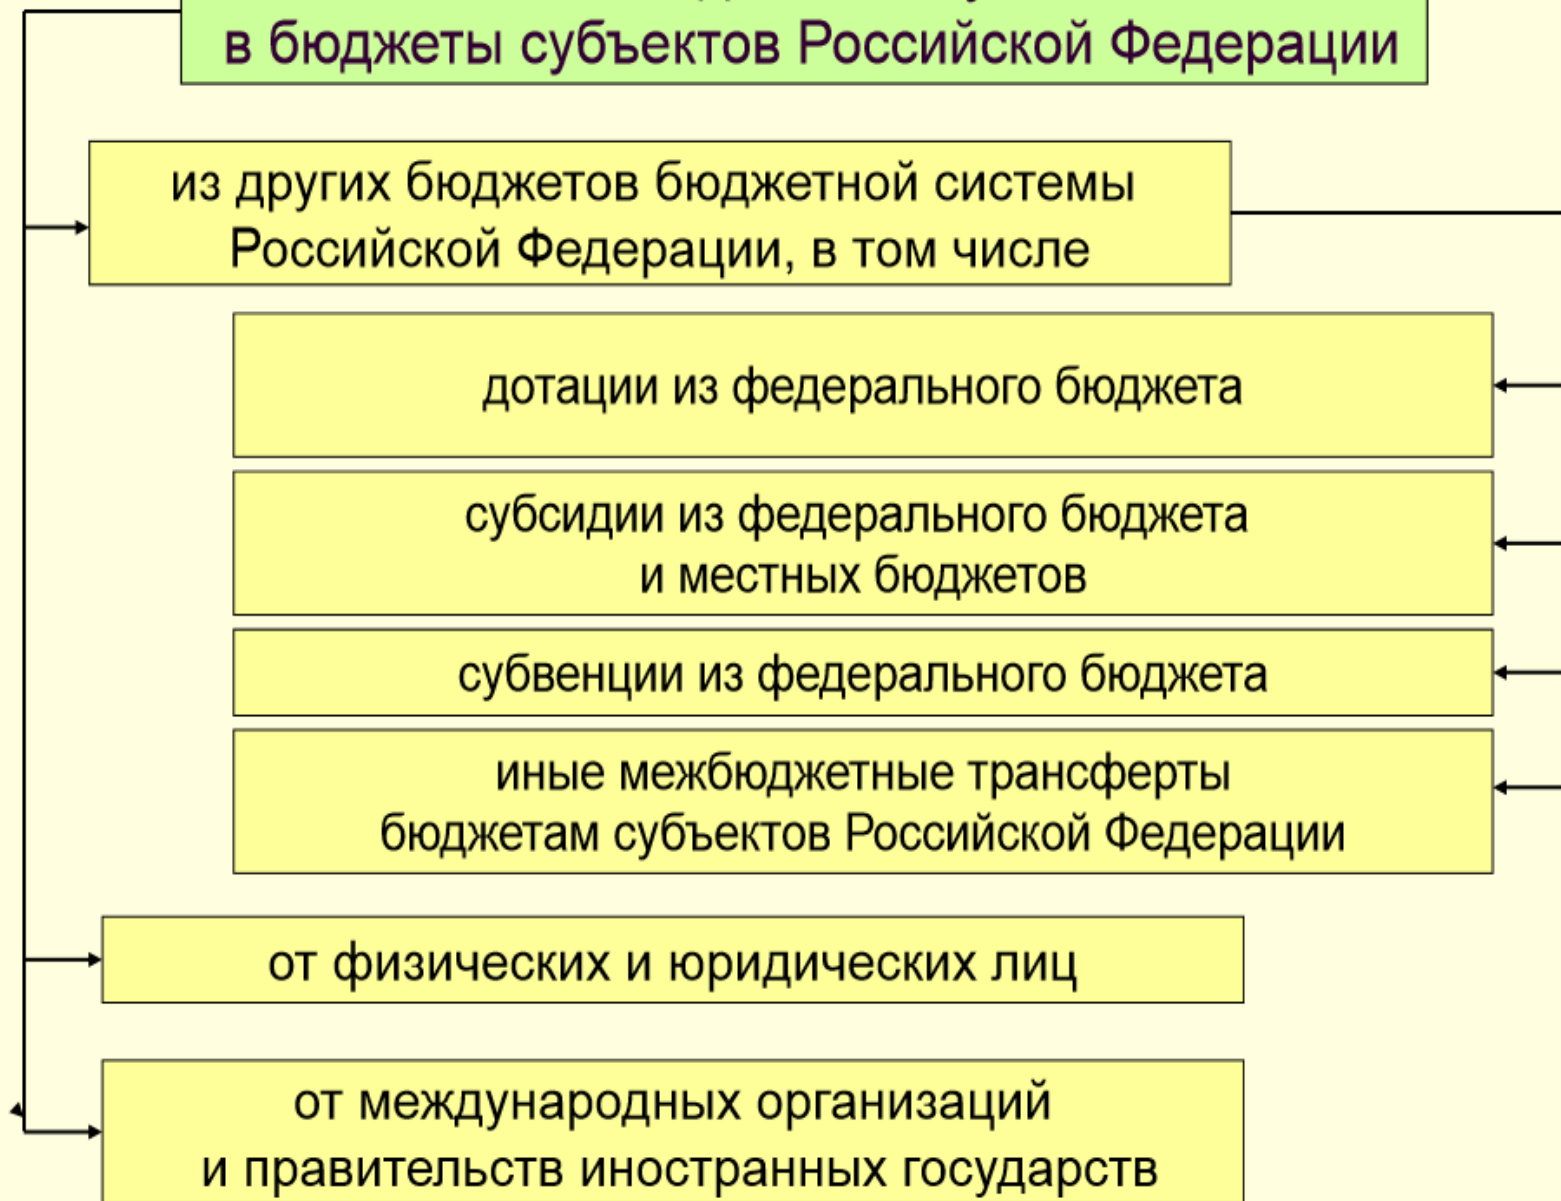 в бюджеты субъектов Российской Федерации
из других бюджетов бюджетной системы
Российской Федерации, в том числе
дотации из федерального бюджета
субсидии из федерального бюджета
и местных бюджетов
субвенции из федерального бюджета
иные межбюджетные трансферты
бюджетам субъектов Российской Федерации
от физических и юридических лиц
от международных организаций
и правительств иностранных государств